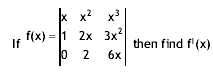 If f(x) = |x x² x³|
|1 2x 3x²| then find f¹(x)
|0 2 6x|